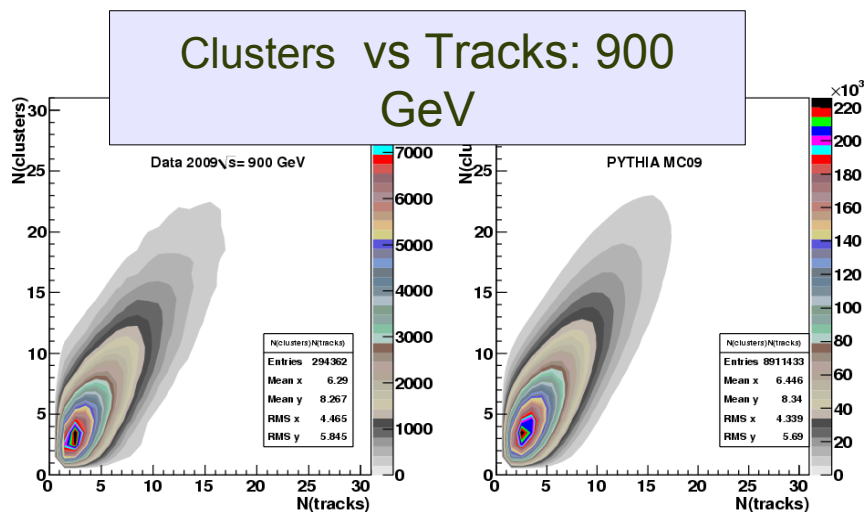 Clusters vs Tracks: 900
GeV
N(clusters)
30
25
20
15
10
5
0
Data 2009 √s= 900 GeV
N(clusters)N(tracks)
Entries 294362
Mean x 6.29
Mean y 8.267
RMS x 4.465
RMS y 5.845
0 5 10 15 20 25 30
N(tracks)
7000
6000
5000
4000
3000
2000
1000
0
N(clu
25
20
15
10
5
0
PYTHIA MC09
N(clusters)N(tracks)
Entries 8911433
Mean x 6.446
Mean y 8.34
RMS x 4.339
RMS y 5.69
0 5 10 15 20 25 30
N(tracks)
×10³
220
200
180
160
140
120
100
80
60
40
20
0